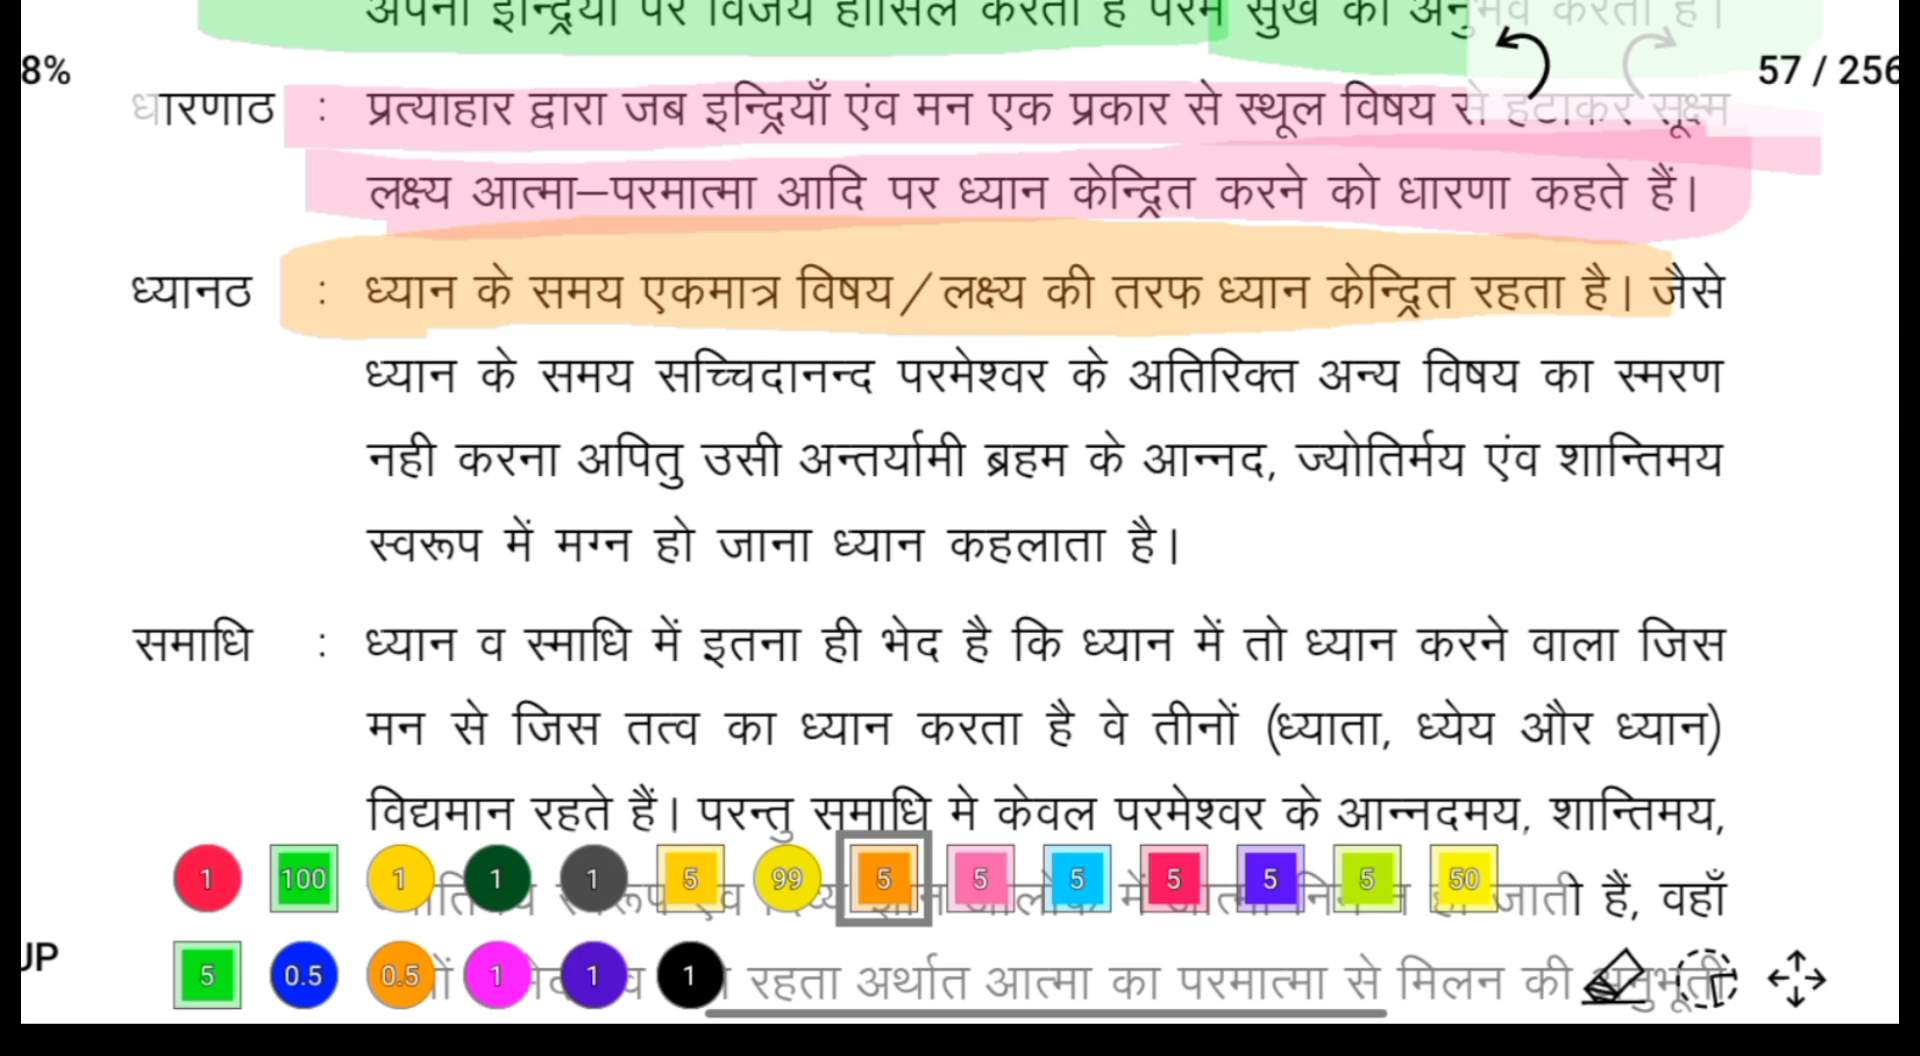 अपनी इन्द्रियों पर विजय हासिल करता है परम सुख का अनुभव करता है।
8%
57 / 256
धारणाठ : प्रत्याहार द्वारा जब इन्द्रियाँ एंव मन एक प्रकार से स्थूल विषय से हटाकर सूक्ष्म
लक्ष्य आत्मा–परमात्मा आदि पर ध्यान केन्द्रित करने को धारणा कहते हैं।
ध्यानठ : ध्यान के समय एकमात्र विषय/लक्ष्य की तरफ ध्यान केन्द्रित रहता है। जैसे
ध्यान के समय सच्चिदानन्द परमेश्वर के अतिरिक्त अन्य विषय का स्मरण
नही करना अपितु उसी अन्तर्यामी ब्रहम के आन्नद, ज्योतिर्मय एंव शान्तिमय
स्वरूप में मग्न हो जाना ध्यान कहलाता है।
समाधि : ध्यान व स्माधि में इतना ही भेद है कि ध्यान में तो ध्यान करने वाला जिस
मन से जिस तत्व का ध्यान करता है वे तीनों (ध्याता, ध्येय और ध्यान)
विद्यमान रहते हैं। परन्तु समाधि मे केवल परमेश्वर के आन्नदमय, शान्तिमय,
1 100 1 1 1 5 99 5 5 5 5 5 5 50
में जाती हैं, वहाँ
UP
5 0.5 0.5 1 1 1
रहता अर्थात आत्मा का परमात्मा से मिलन की अनुभूती